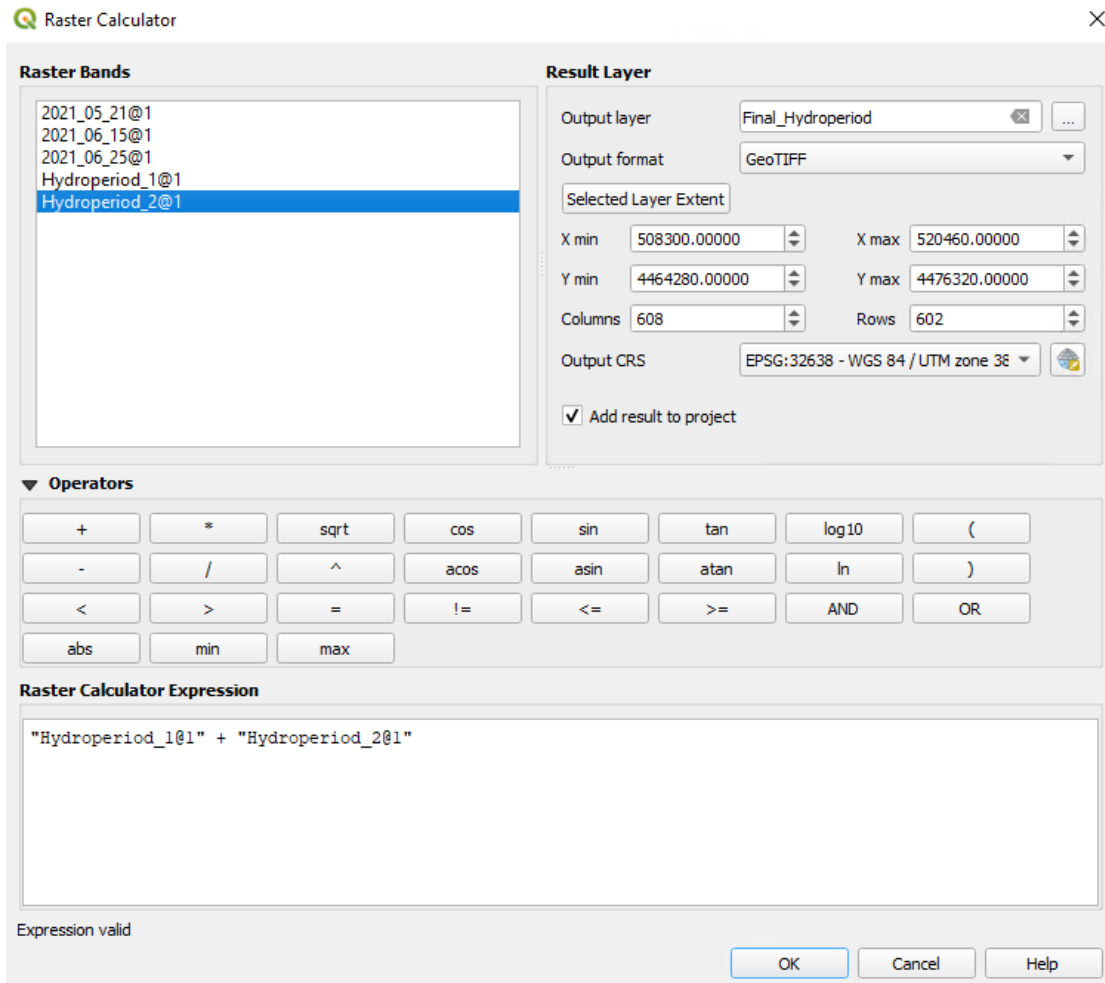 Raster Calculator
Raster Bands
2021_05_21@1
2021_06_15@1
2021_06_25@1
Hydroperiod_1@1
Hydroperiod_2@1
Result Layer
Output layer Final_Hydroperiod ...
Output format GeoTIFF
Selected Layer Extent
X min 508300.00000 X max 520460.00000
Y min 4464280.00000 Y max 4476320.00000
Columns 608 Rows 602
Output CRS EPSG:32638 - WGS 84 / UTM zone 38
Add result to project
Operators
+ * sqrt cos sin tan log10 (
- / ^ acos asin atan ln )
< > = != <= >= AND OR
abs min max
Raster Calculator Expression
"Hydroperiod_1@1" + "Hydroperiod_2@1"
Expression valid
OK Cancel Help